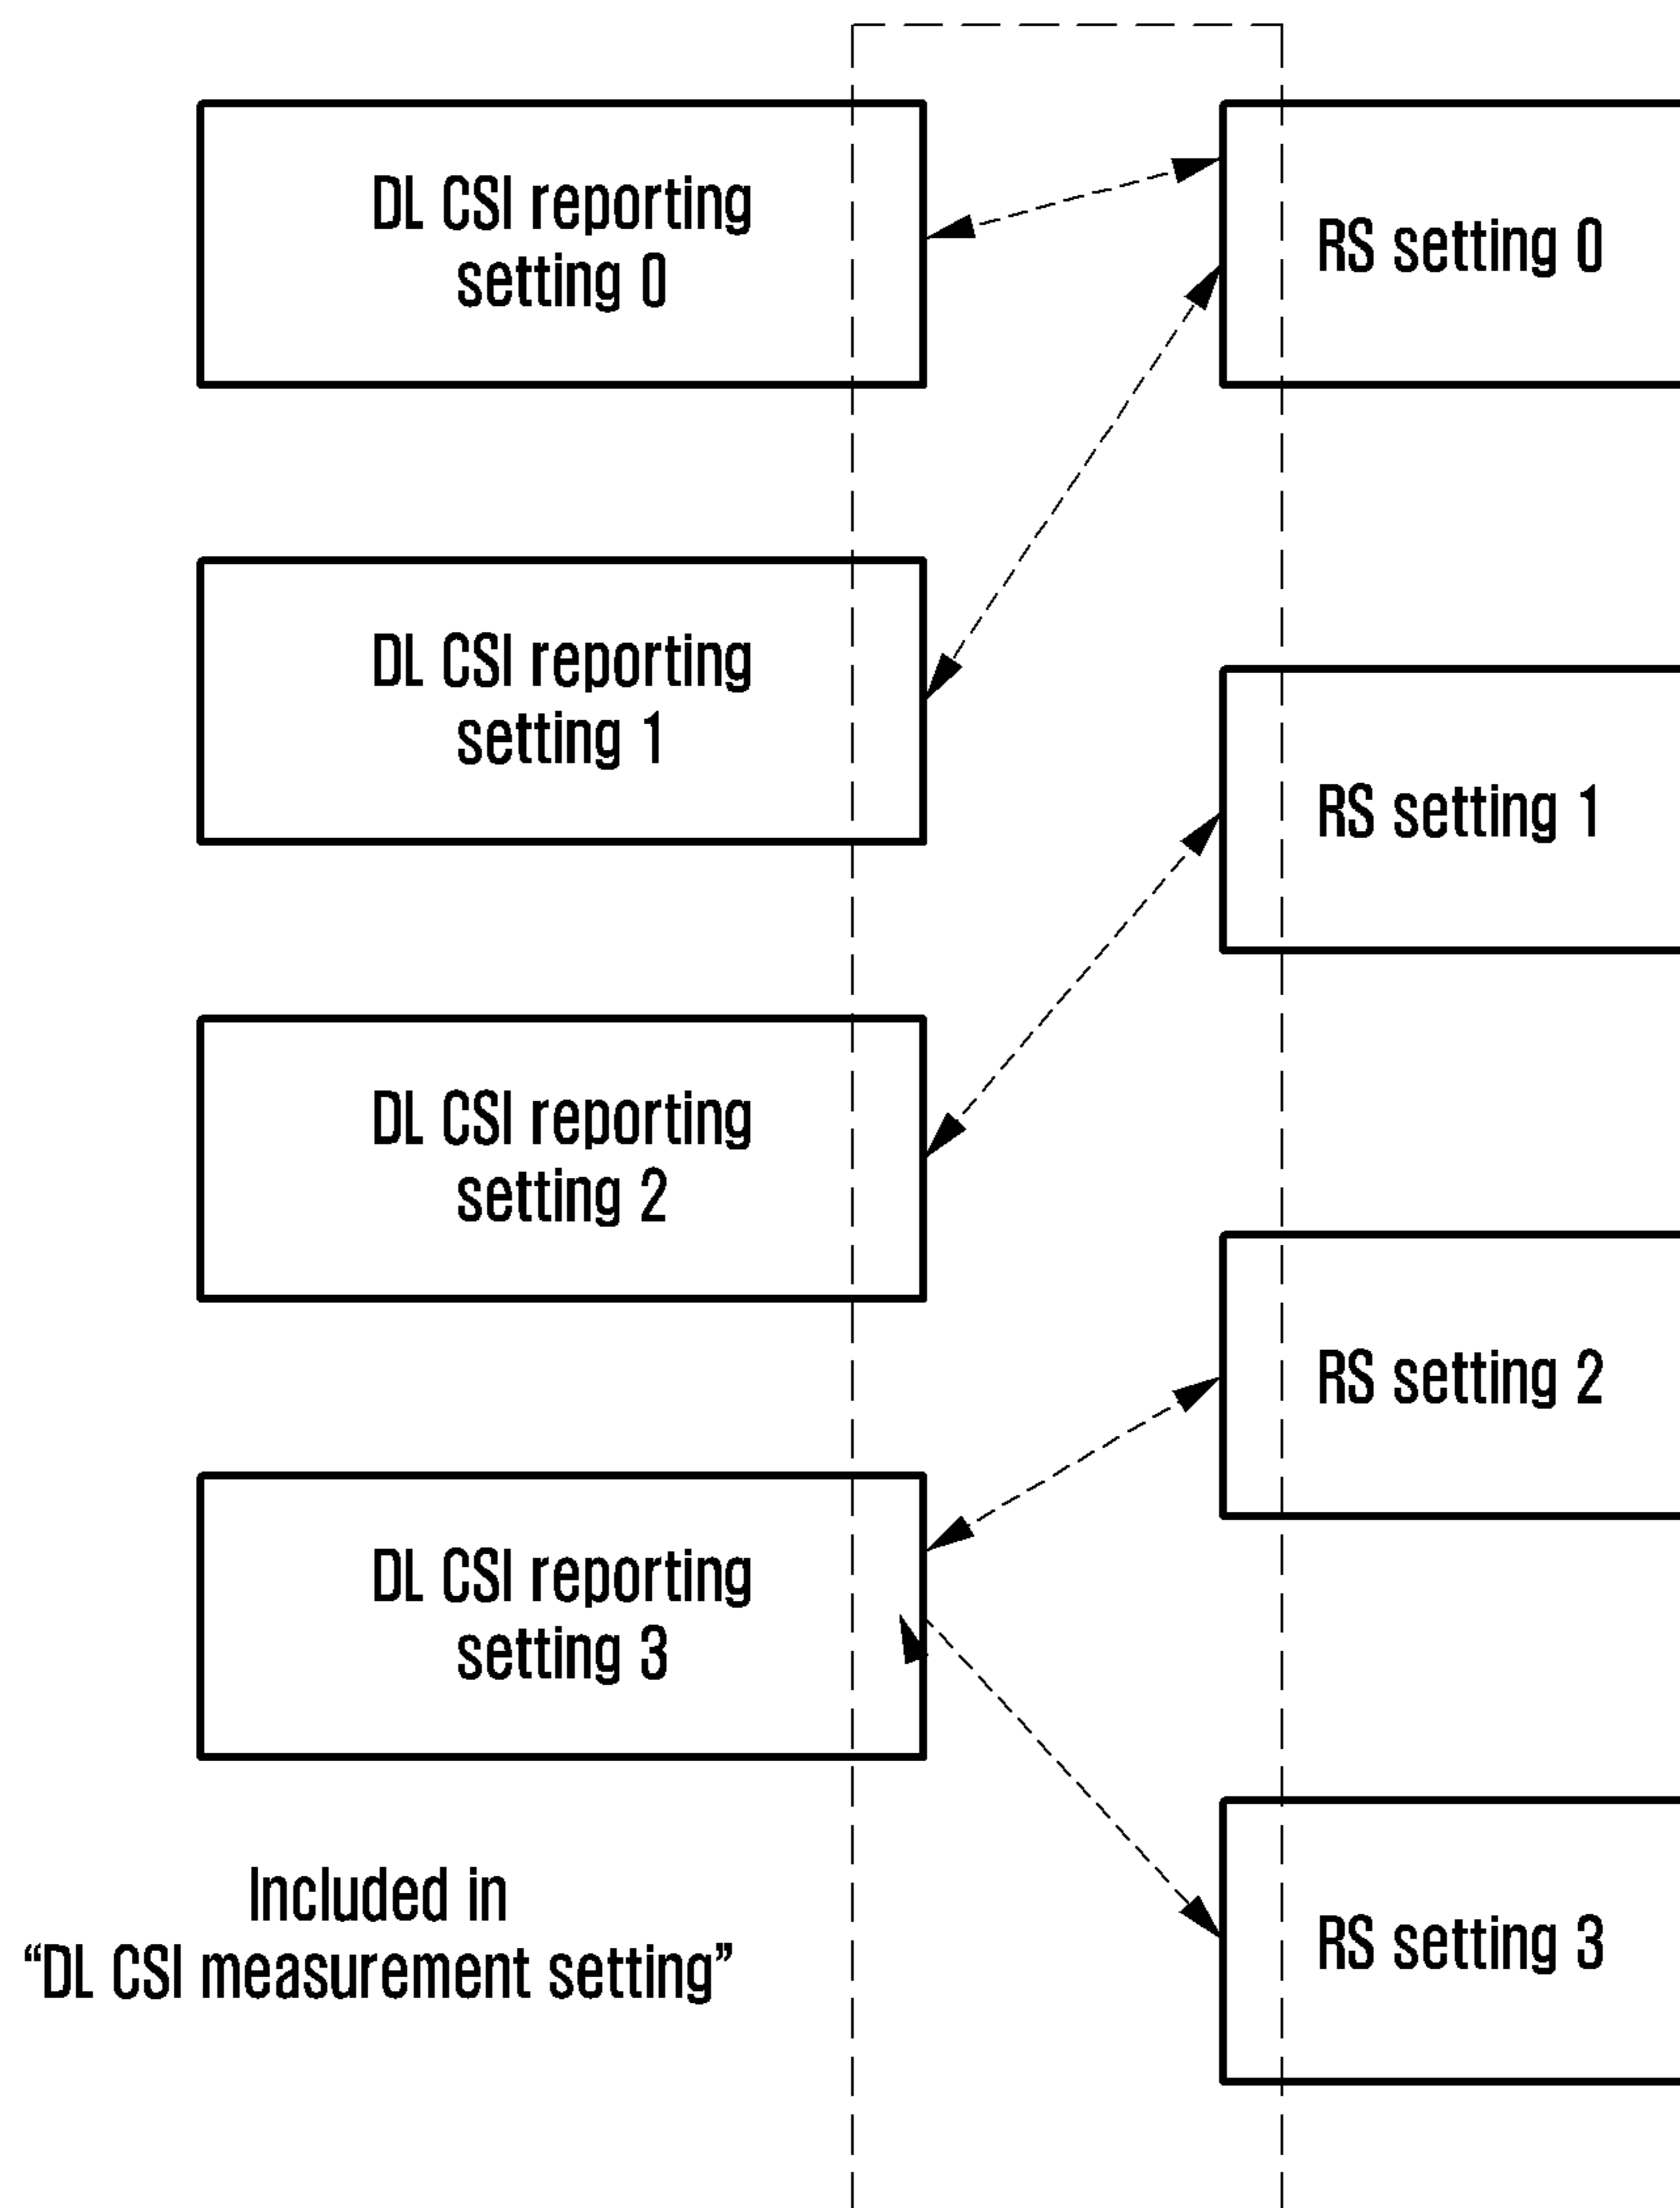 DL CSI reporting
setting 0
RS setting 0
DL CSI reporting
setting 1
RS setting 1
DL CSI reporting
setting 2
RS setting 2
DL CSI reporting
setting 3
RS setting 3
Included in
“DL CSI measurement setting”